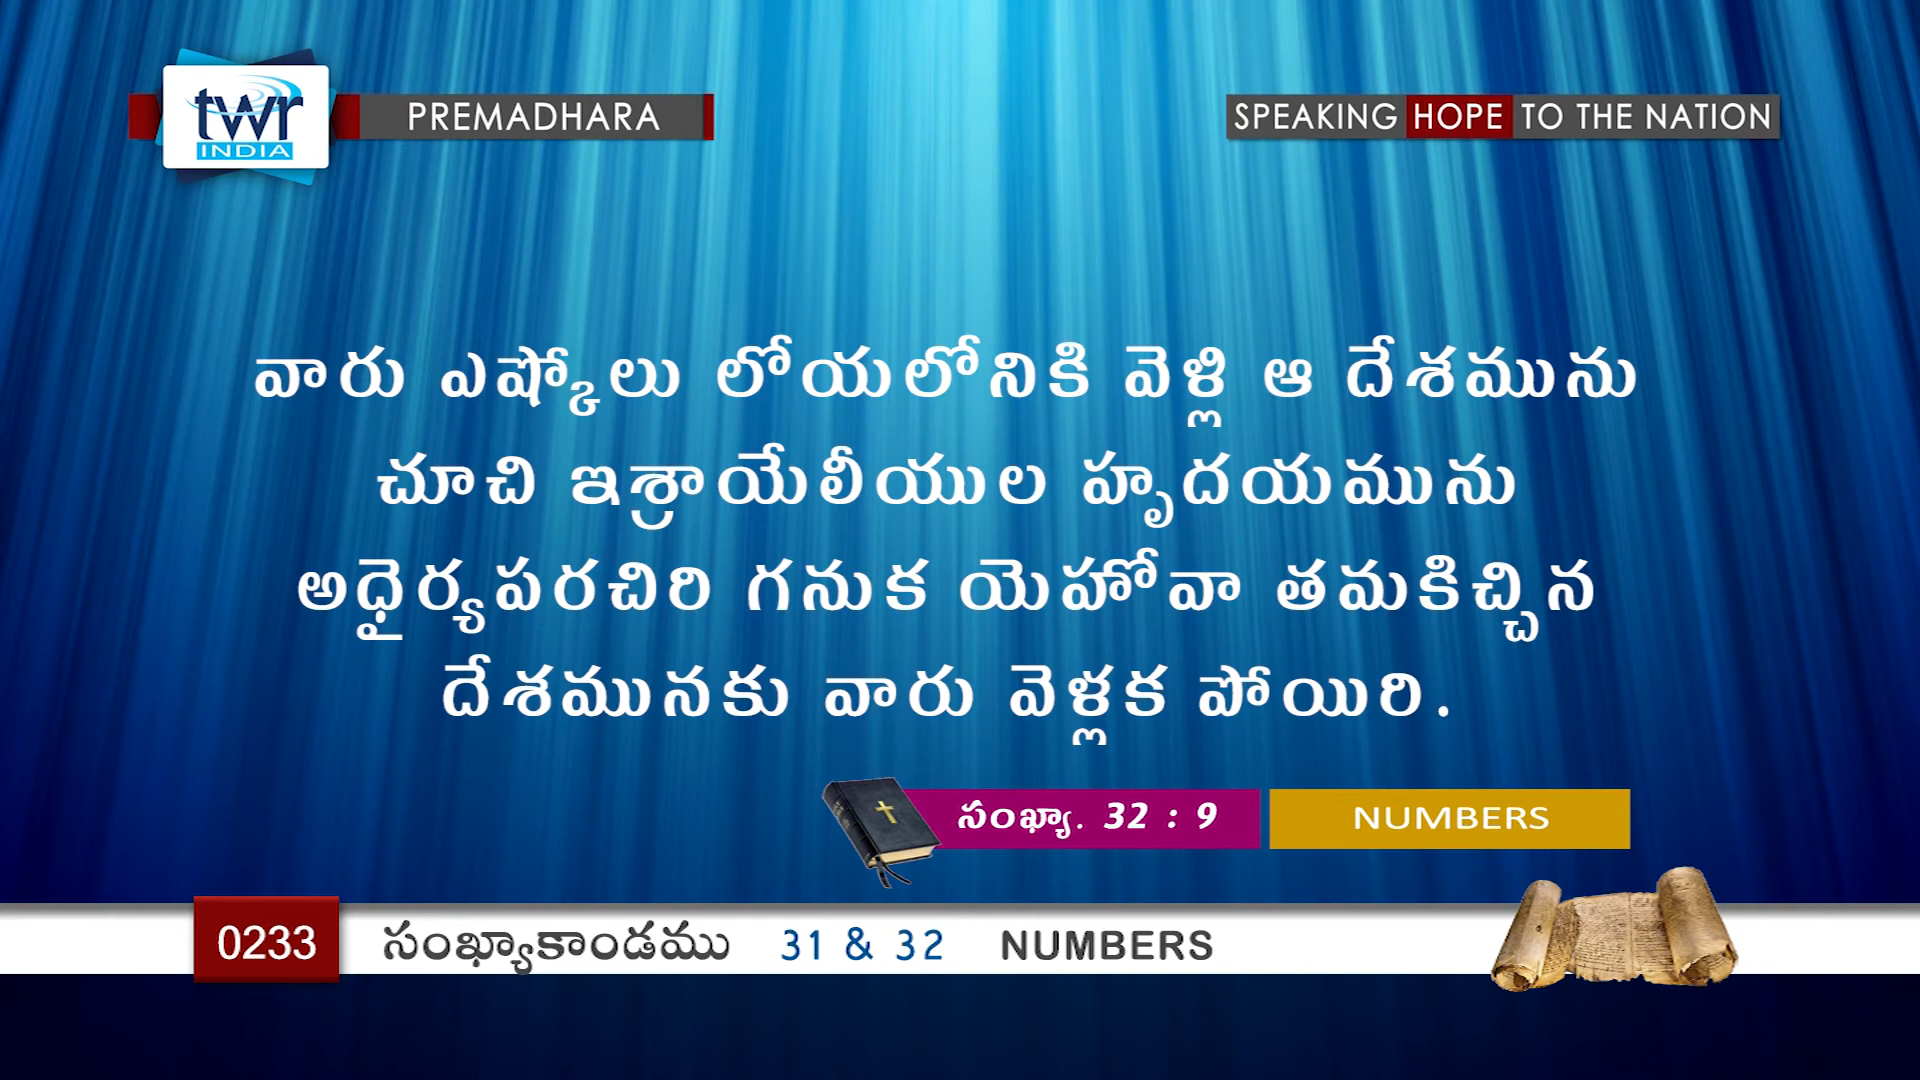 twr
INDIA
PREMADHARA
SPEAKING HOPE TO THE NATION
వారు ఎష్కోలు లోయలోనికి వెళ్లి ఆ దేశమును
చూచి ఇశ్రాయేలీయుల హృదయమును
అధైర్యపరచిరి గనుక యెహోవా తమకిచ్చిన
దేశమునకు వారు వెళ్లక పోయిరి.
సంఖ్యా. 32 : 9
NUMBERS
0233
సంఖ్యాకాండము 31 & 32 NUMBERS